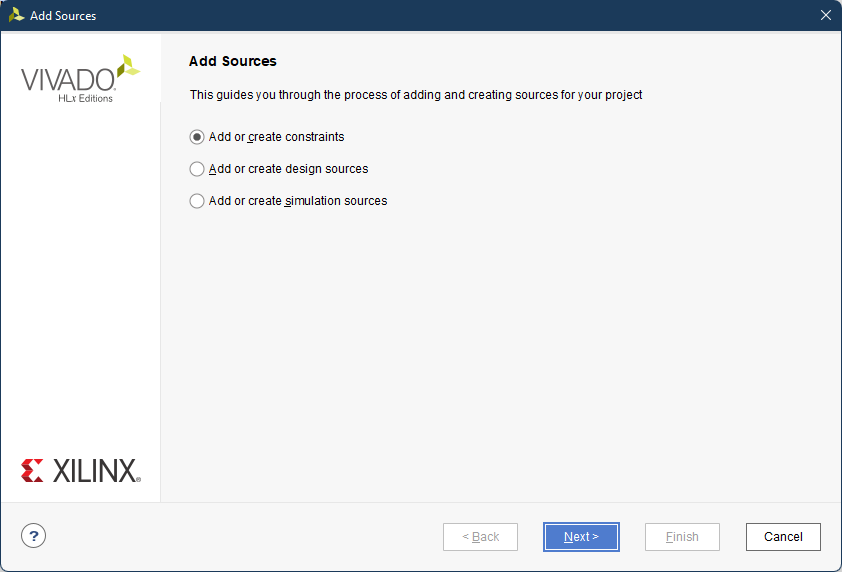 Add Sources
VIVADO
HLx Editions
Add Sources
This guides you through the process of adding and creating sources for your project
Add or create constraints
Add or create design sources
Add or create simulation sources
XILINX®
?
< Back
Next >
Finish
Cancel